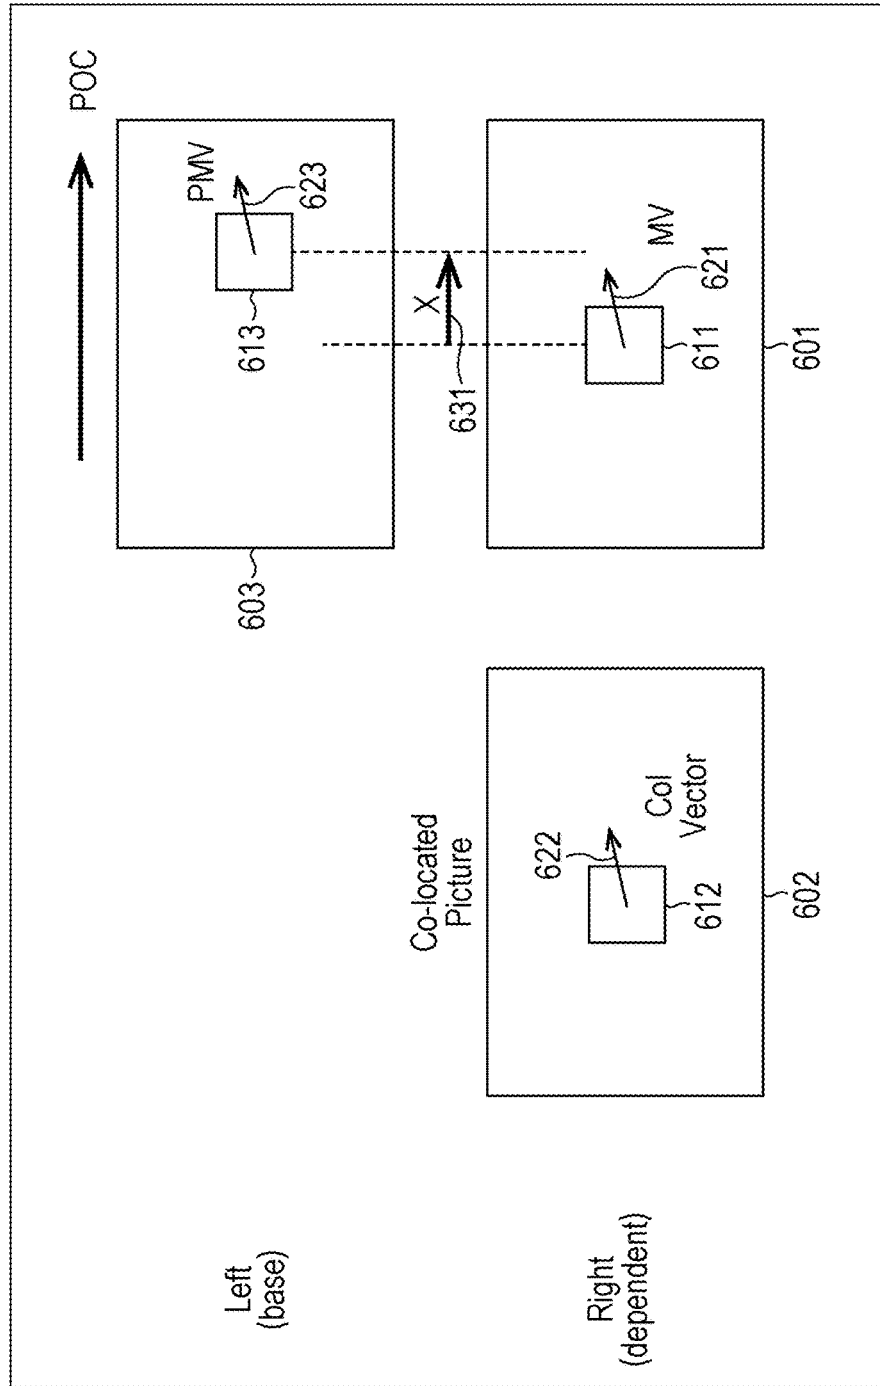 POC
Left
(base)
603
613
PMV
623
X
631
Right
(dependent)
Co-located
Picture
622
Col
Vector
612
602
MV
621
611
601